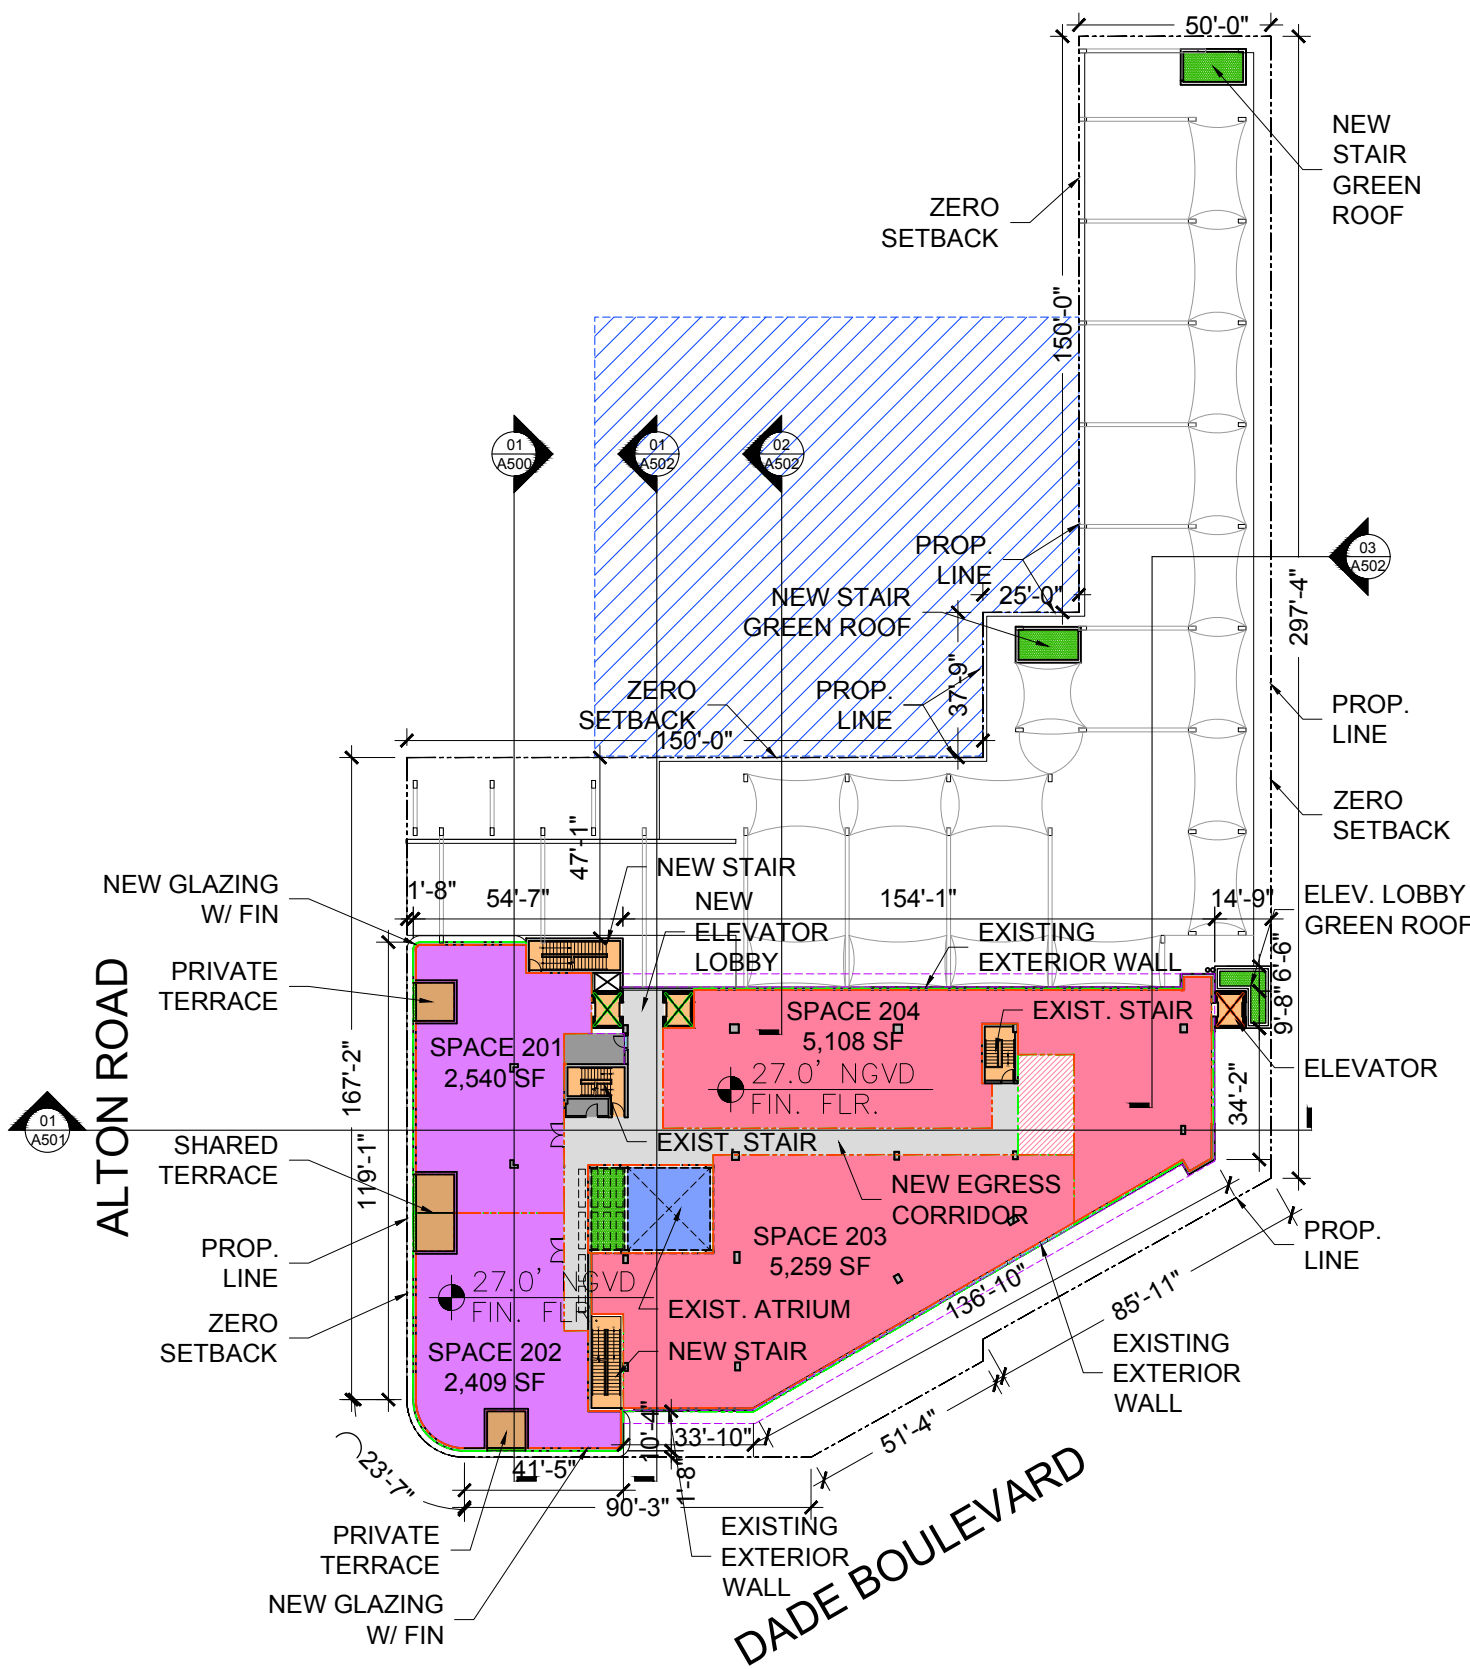 50'-0"
NEW
STAIR
GREEN
ROOF
ZERO
SETBACK
150'-0"
01
A500
01
A502
02
A502
03
A502
PROP.
LINE
25'-0"
297'-4"
NEW STAIR
GREEN ROOF
37'-9"
ZERO
SETBACK
PROP.
LINE
150'-0"
PROP.
LINE
ZERO
SETBACK
47'-1"
NEW STAIR
NEW GLAZING
W/ FIN
1'-8"
54'-7"
NEW
ELEVATOR
LOBBY
154'-1"
14'-9"
ELEV. LOBBY
GREEN ROOF
EXISTING
EXTERIOR WALL
6'-6"
9'-8"
PRIVATE
TERRACE
SPACE 204
5,108 SF
EXIST. STAIR
SPACE 201
2,540 SF
27.0' NGVD
FIN. FLR.
ELEVATOR
ALTON ROAD
167'-2"
119'-1"
34'-2"
01
A501
SHARED
TERRACE
EXIST. STAIR
NEW EGRESS
CORRIDOR
PROP.
LINE
SPACE 203
5,259 SF
PROP.
LINE
27.0' NGVD
FIN. FLR.
EXIST. ATRIUM
136'-10"
85'-11"
ZERO
SETBACK
SPACE 202
2,409 SF
NEW STAIR
EXISTING
EXTERIOR
WALL
10'-4"
33'-10"
51'-4"
23'-7"
41'-5"
1'-8"
90'-3"
PRIVATE
TERRACE
EXISTING
EXTERIOR
WALL
DADE BOULEVARD
NEW GLAZING
W/ FIN